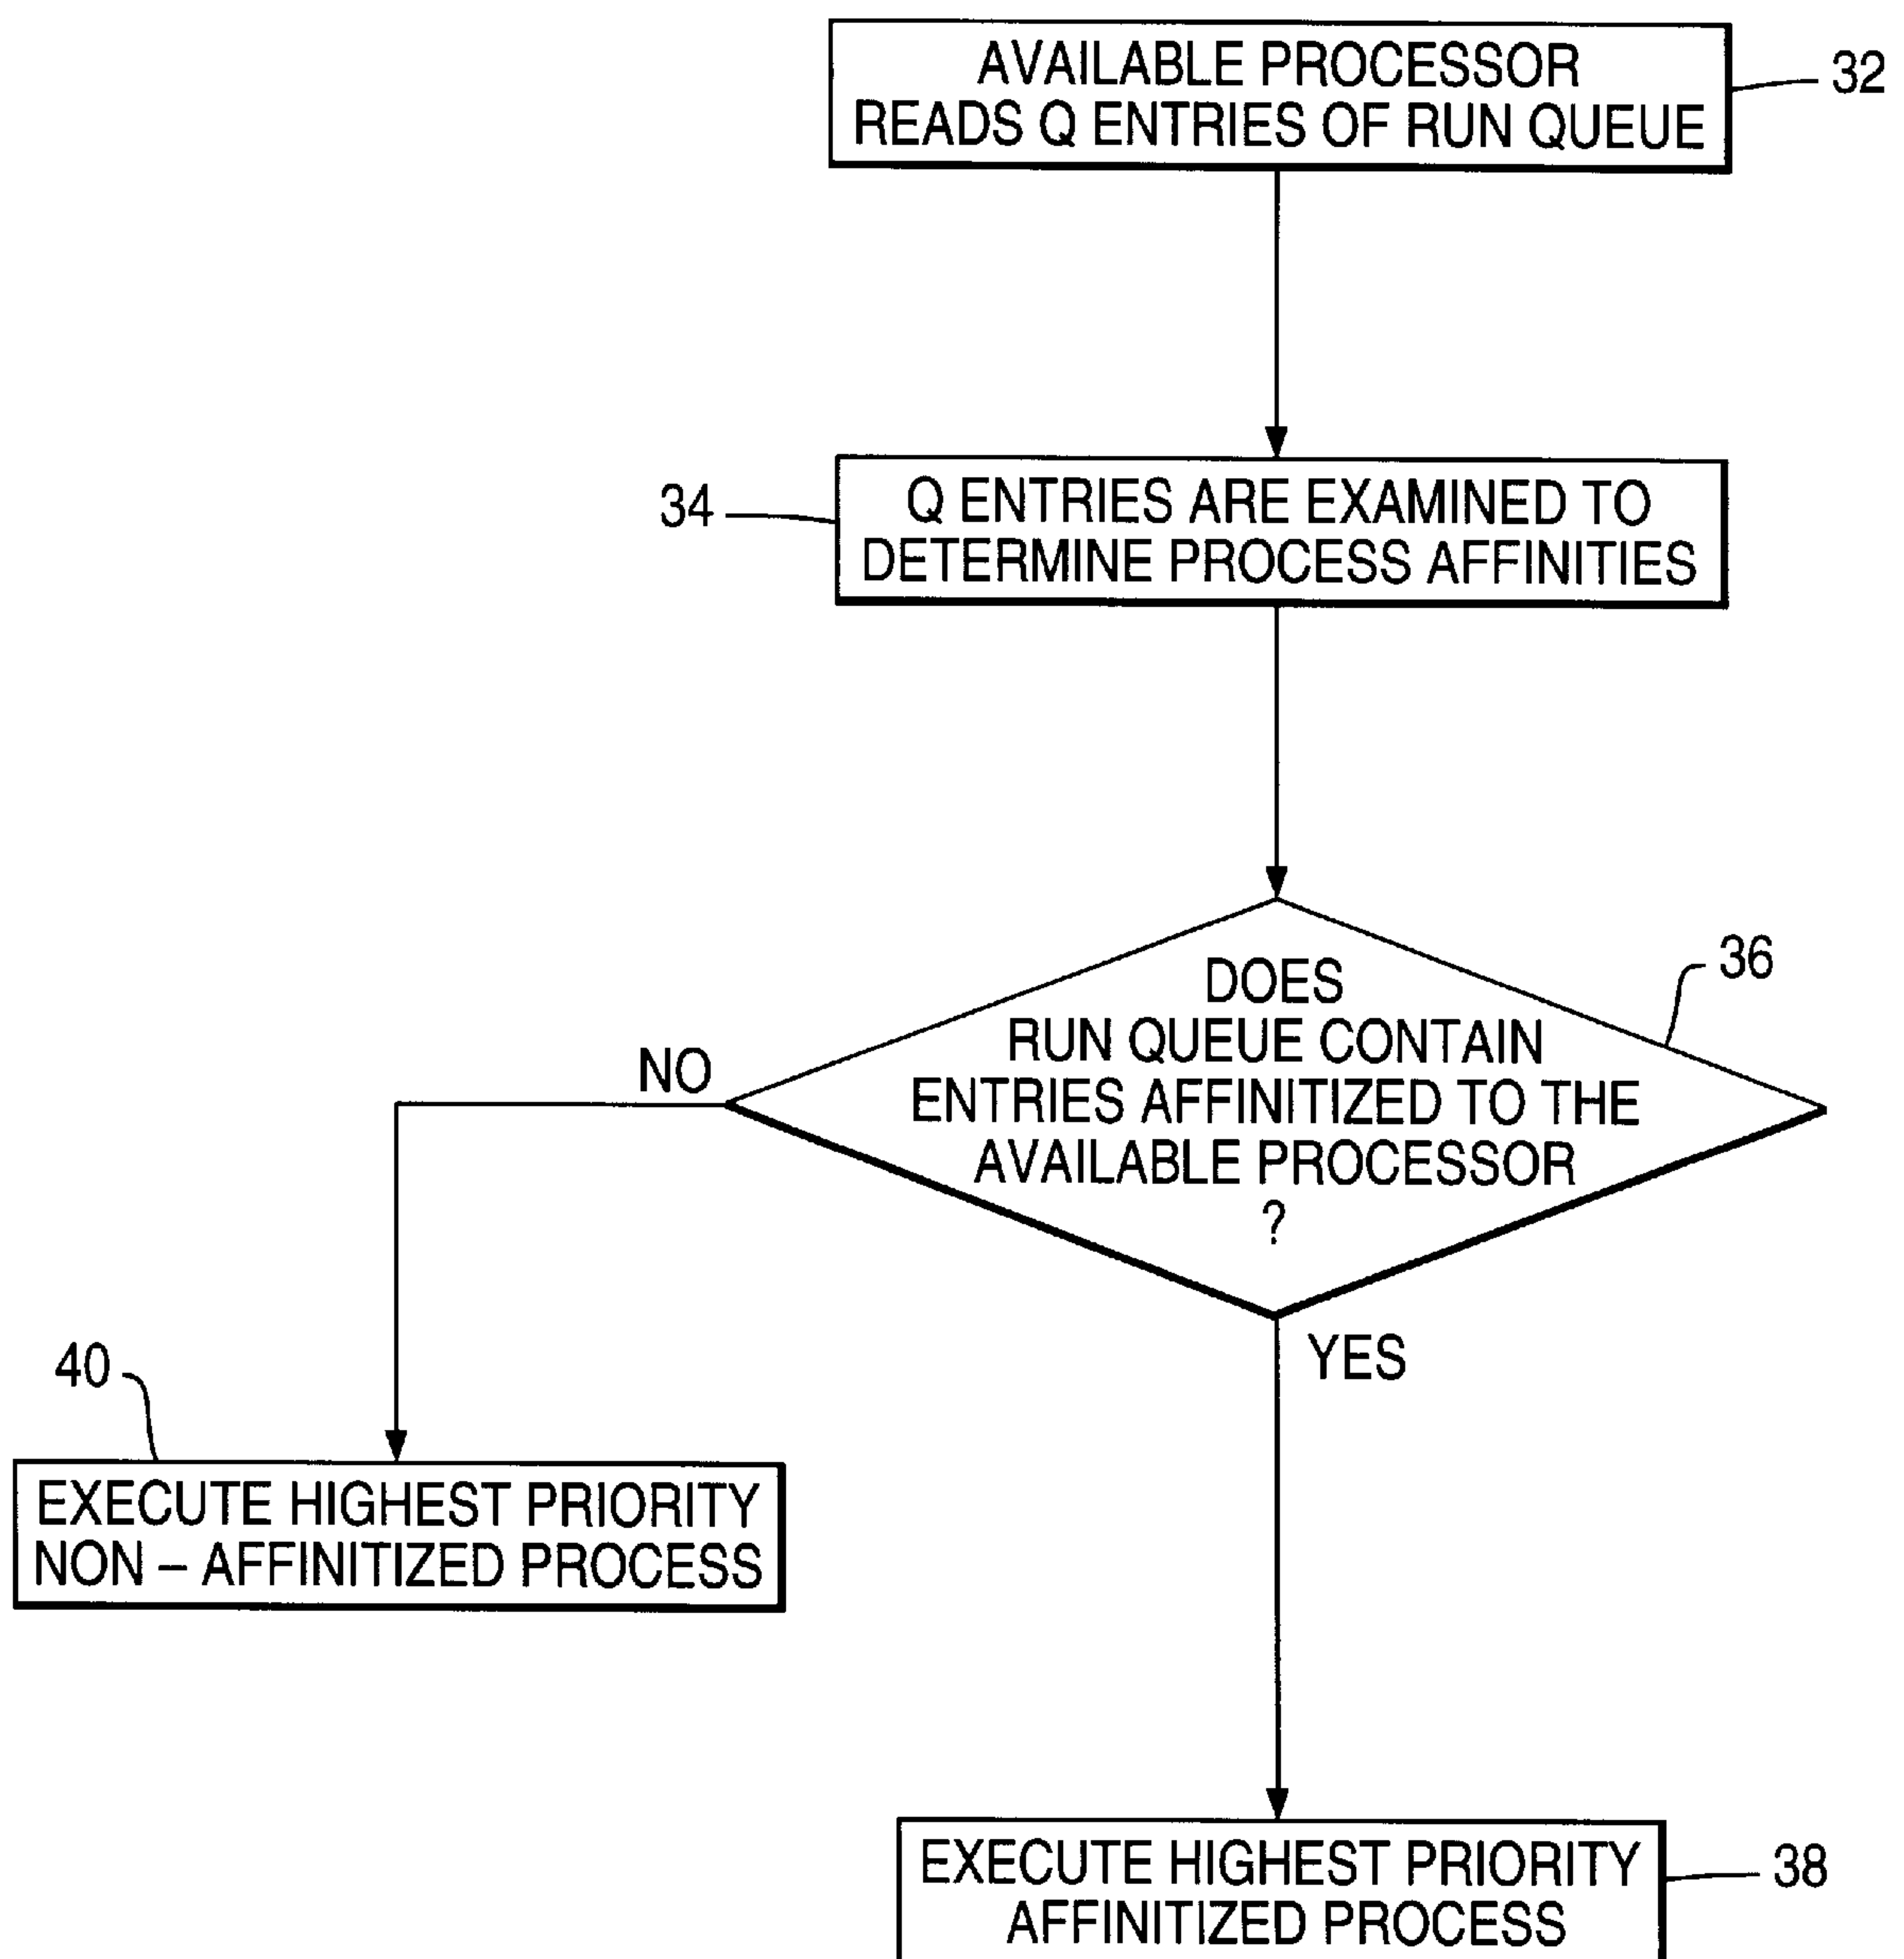 AVAILABLE PROCESSOR
READS Q ENTRIES OF RUN QUEUE
32
34
Q ENTRIES ARE EXAMINED TO
DETERMINE PROCESS AFFINITIES
36
DOES
RUN QUEUE CONTAIN
ENTRIES AFFINITIZED TO THE
AVAILABLE PROCESSOR
?
NO
YES
40
EXECUTE HIGHEST PRIORITY
NON – AFFINITIZED PROCESS
EXECUTE HIGHEST PRIORITY
AFFINITIZED PROCESS
38